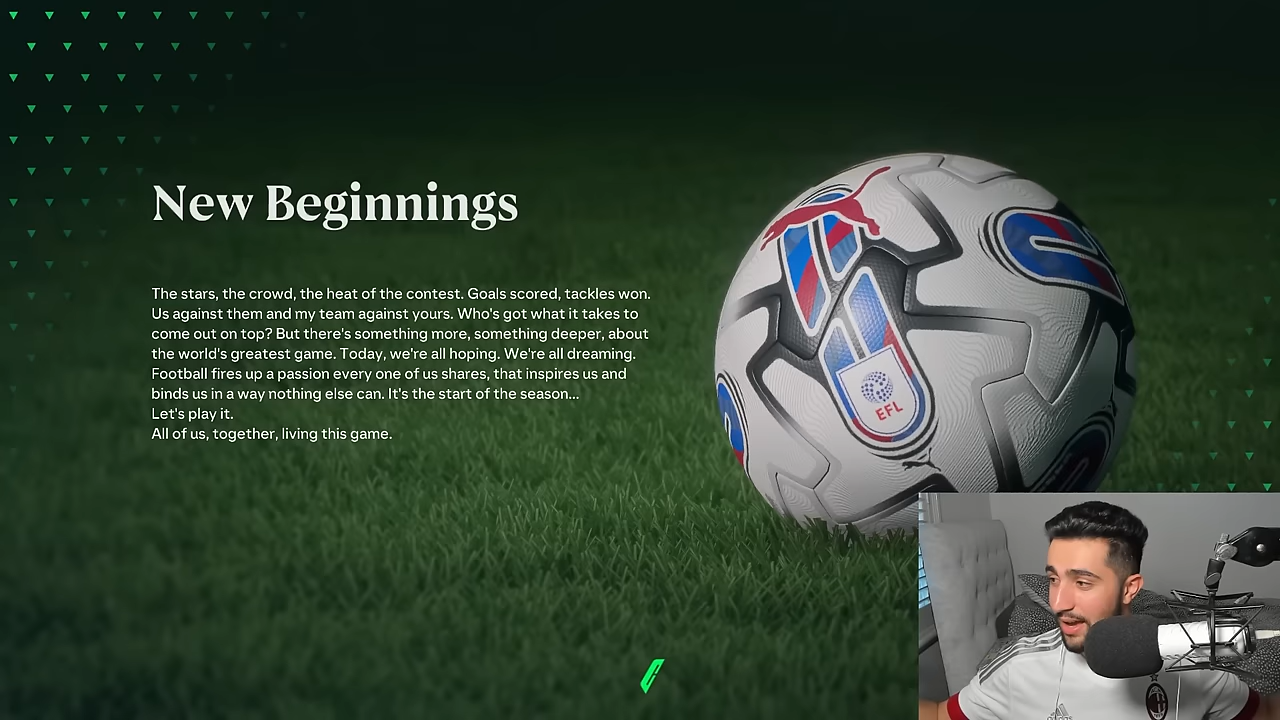 New Beginnings
The stars, the crowd, the heat of the contest. Goals scored, tackles won.
Us against them and my team against yours. Who's got what it takes to
come out on top? But there's something more, something deeper, about
the world's greatest game. Today, we're all hoping. We're all dreaming.
Football fires up a passion every one of us shares, that inspires us and
binds us in a way nothing else can. It's the start of the season...
Let's play it.
All of us, together, living this game.
EFL
adidas